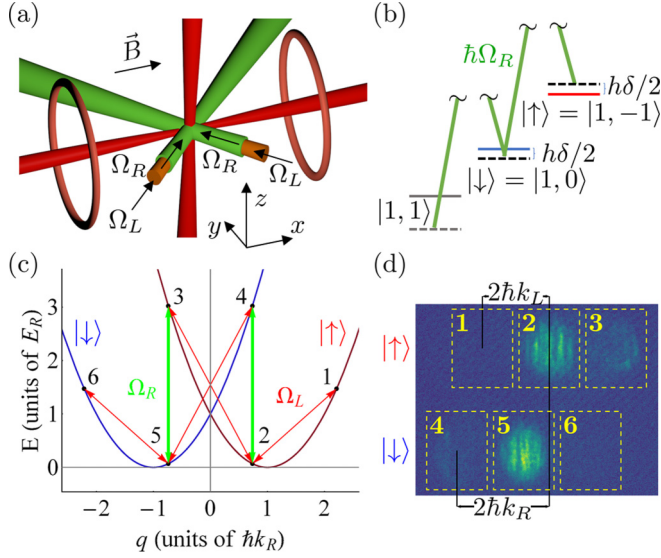 (a)
B⃗
Ω_R
Ω_R
Ω_L
Ω_L
z
y
x
(b)
ħΩ_R
hδ/2
|↑⟩ = |1, −1⟩
hδ/2
|↓⟩ = |1, 0⟩
|1, 1⟩
(c)
E (units of E_R)
3
2
1
0
|↓⟩
3
4
|↑⟩
6
Ω_R
Ω_L
1
5
2
−2
−1
0
1
2
q (units of ħk_R)
(d)
2ħk_L
|↑⟩
1
2
3
|↓⟩
4
5
6
2ħk_R